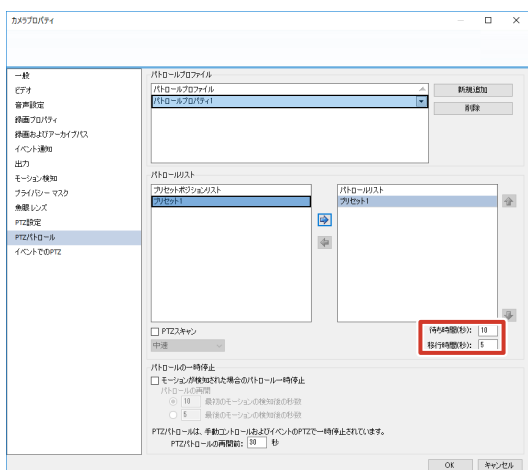 カメラプロパティ
一般
ビデオ
音声設定
録画プロパティ
録画およびアーカイブパス
イベント通知
出力
モーション検知
プライバシー マスク
魚眼レンズ
PTZ設定
PTZパトロール
イベントでのPTZ
パトロールプロファイル
パトロールプロファイル
パトロールプロパティ1
新規追加
削除
パトロールリスト
プリセットポジションリスト
プリセット1
パトロールリスト
プリセット1
PTZスキャン
中速
待ち時間(秒): 10
移行時間(秒): 5
パトロールの一時停止
モーションが検知された場合のパトロール一時停止
パトロールの再開
10 最初のモーションの検知後の秒数
5 最後のモーションの検知後の秒数
PTZパトロールは、手動コントロールおよびイベントのPTZで一時停止されています。
PTZパトロールの再開前: 30 秒
OK キャンセル